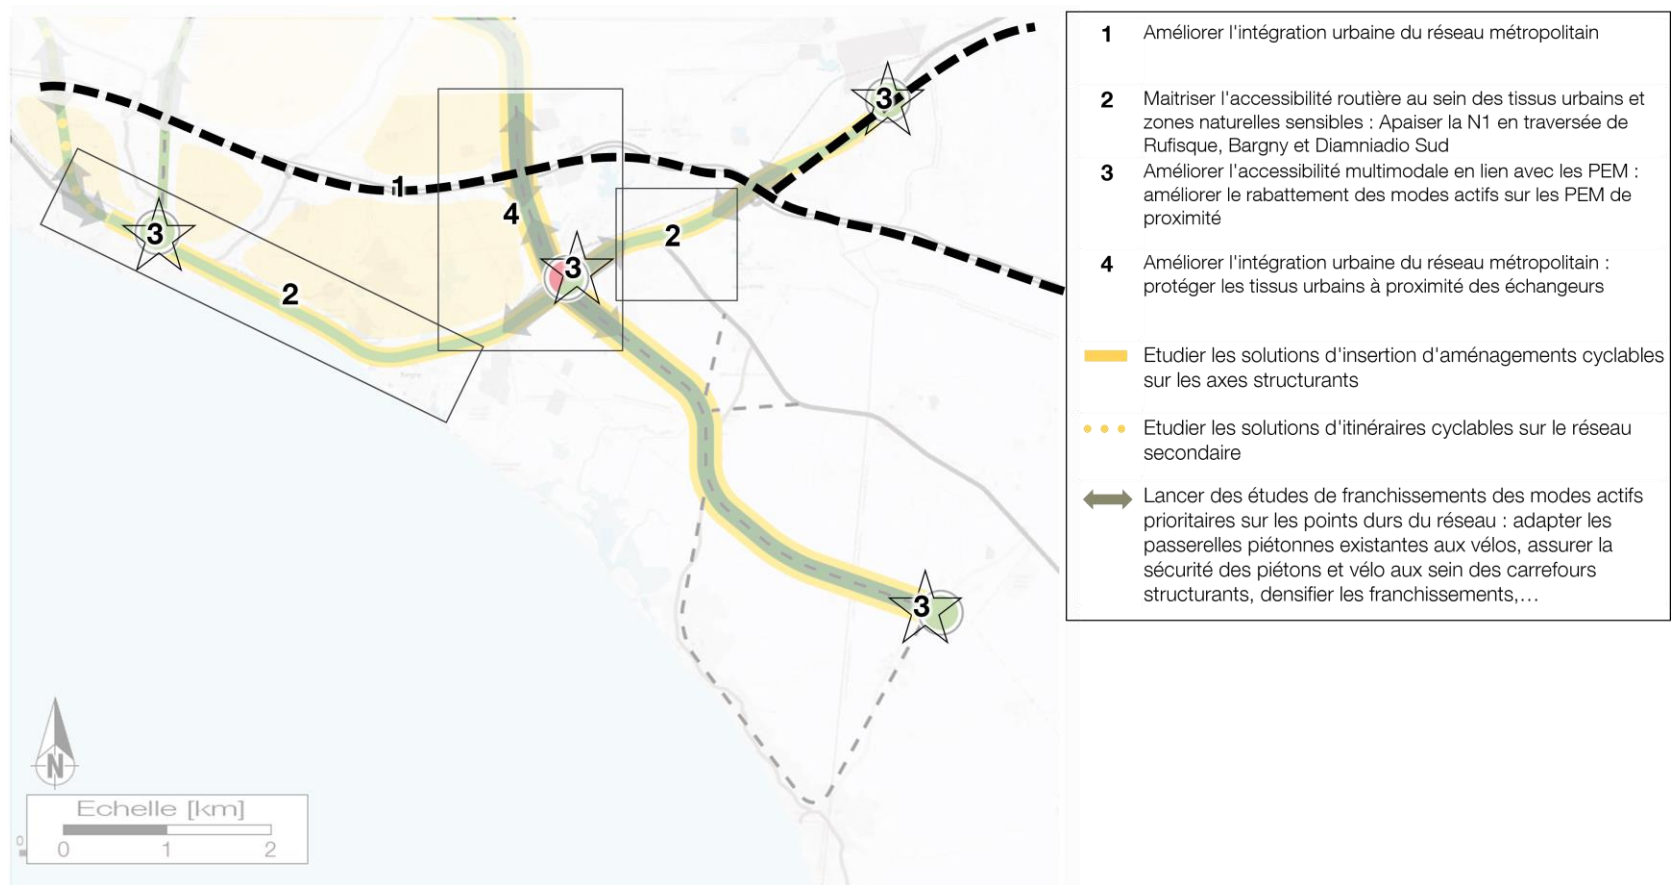 1 Améliorer l'intégration urbaine du réseau métropolitain
2 Maitriser l'accessibilité routière au sein des tissus urbains et
zones naturelles sensibles : Apaiser la N1 en traversée de
Rufisque, Bargny et Diamniadio Sud
3 Améliorer l'accessibilité multimodale en lien avec les PEM :
améliorer le rabattement des modes actifs sur les PEM de
proximité
4 Améliorer l'intégration urbaine du réseau métropolitain :
protéger les tissus urbains à proximité des échangeurs
Etudier les solutions d'insertion d'aménagements cyclables
sur les axes structurants
Etudier les solutions d'itinéraires cyclables sur le réseau
secondaire
Lancer des études de franchissements des modes actifs
prioritaires sur les points durs du réseau : adapter les
passerelles piétonnes existantes aux vélos, assurer la
sécurité des piétons et vélo aux sein des carrefours
structurants, densifier les franchissements,…
3
1
4
3
2
3
2
3
N
Echelle [km]
0 1 2